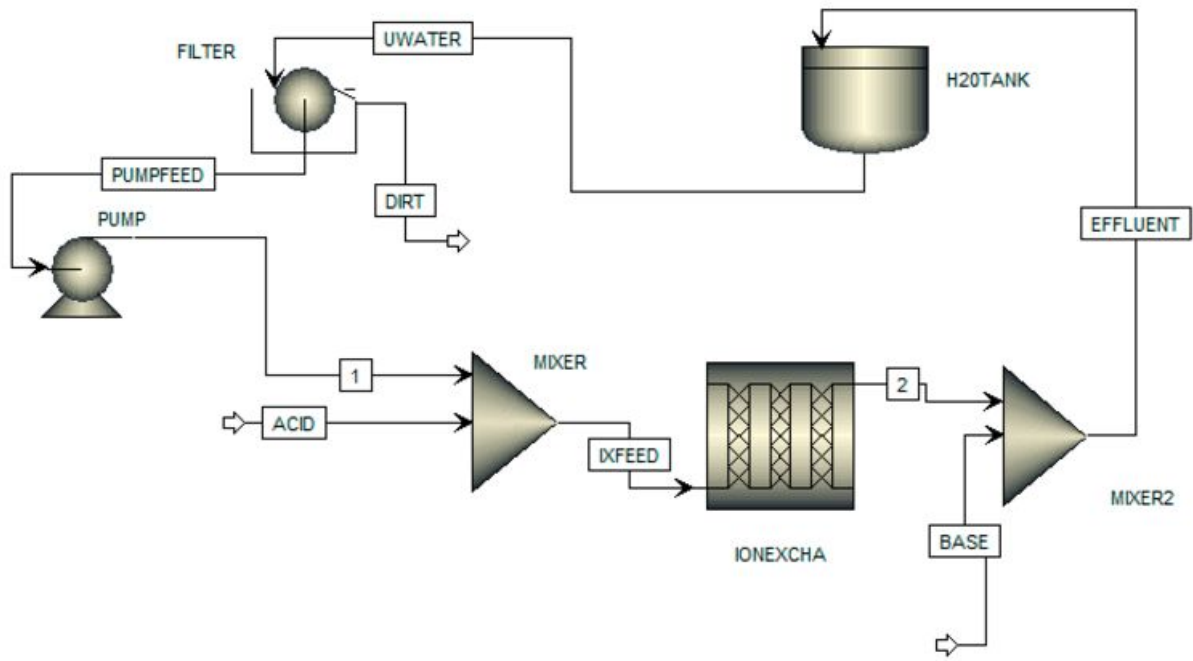 UWATER
FILTER
H20TANK
PUMPFEED
DIRT
PUMP
EFFLUENT
MIXER
1
2
ACID
IXFEED
MIXER2
BASE
IONEXCHA